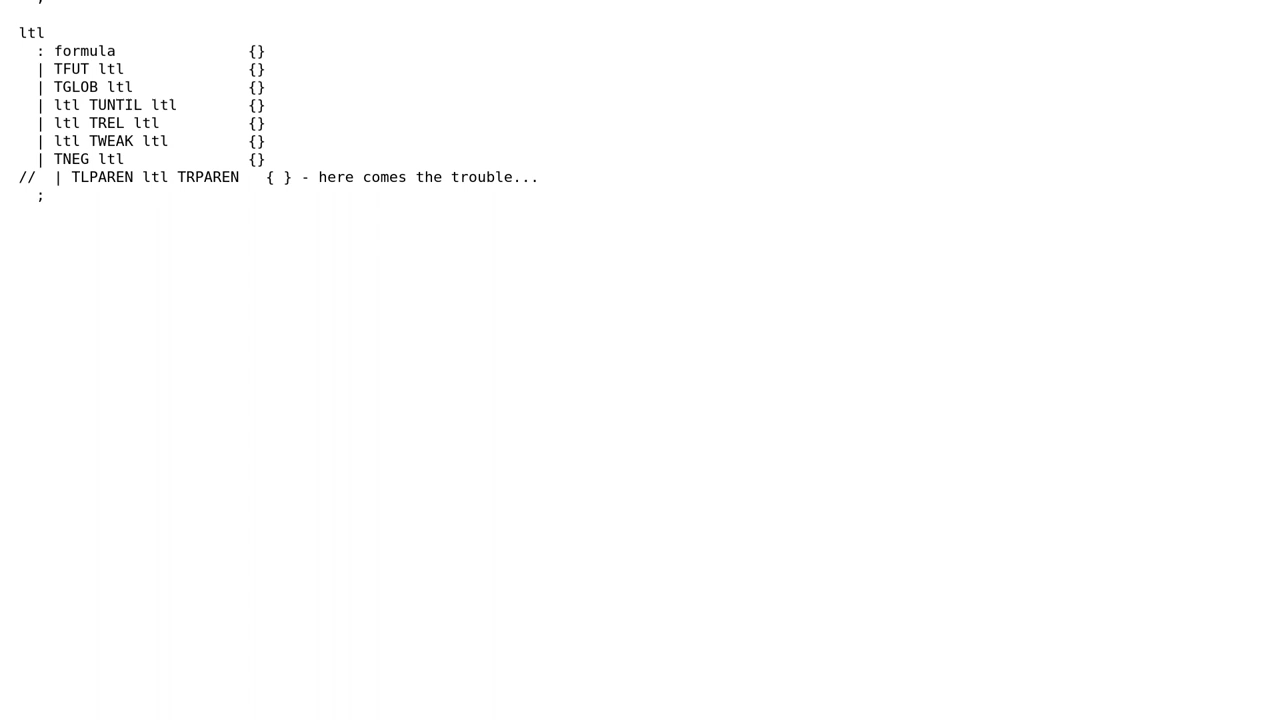 ;
ltl
  : formula               {}
  | TFUT ltl              {}
  | TGLOB ltl             {}
  | ltl TUNTIL ltl        {}
  | ltl TREL ltl          {}
  | ltl TWEAK ltl         {}
  | TNEG ltl              {}
//  | TLPAREN ltl TRPAREN   { } - here comes the trouble...
  ;